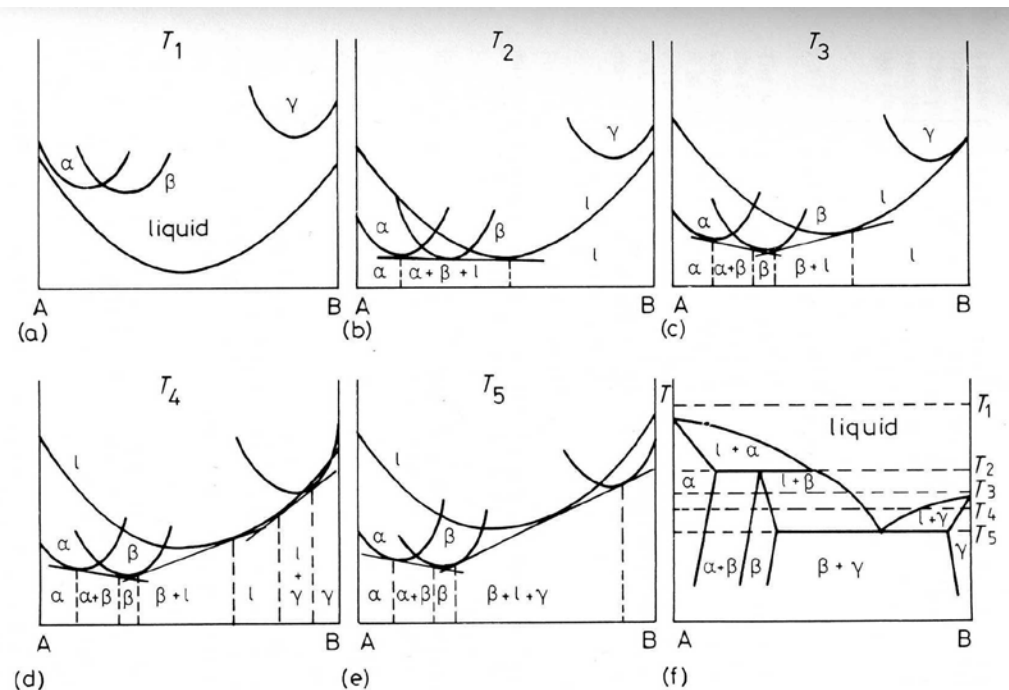 T1
α
β
γ
liquid
A
B
(a)
T2
γ
l
α
β
α
α+β+l
l
A
B
(b)
T3
γ
l
β
α
α
α+β
β
β+l
l
A
B
(c)
T4
l
α
β
α
α+β
β
β+l
l
l+γ
γ
A
B
(d)
T5
l
α
β
α
α+β
β
β+l+γ
A
B
(e)
T
T1
liquid
l+α
T2
α
l+β
T3
T4
l+γ
T5
α+β
β
β+γ
γ
A
B
(f)